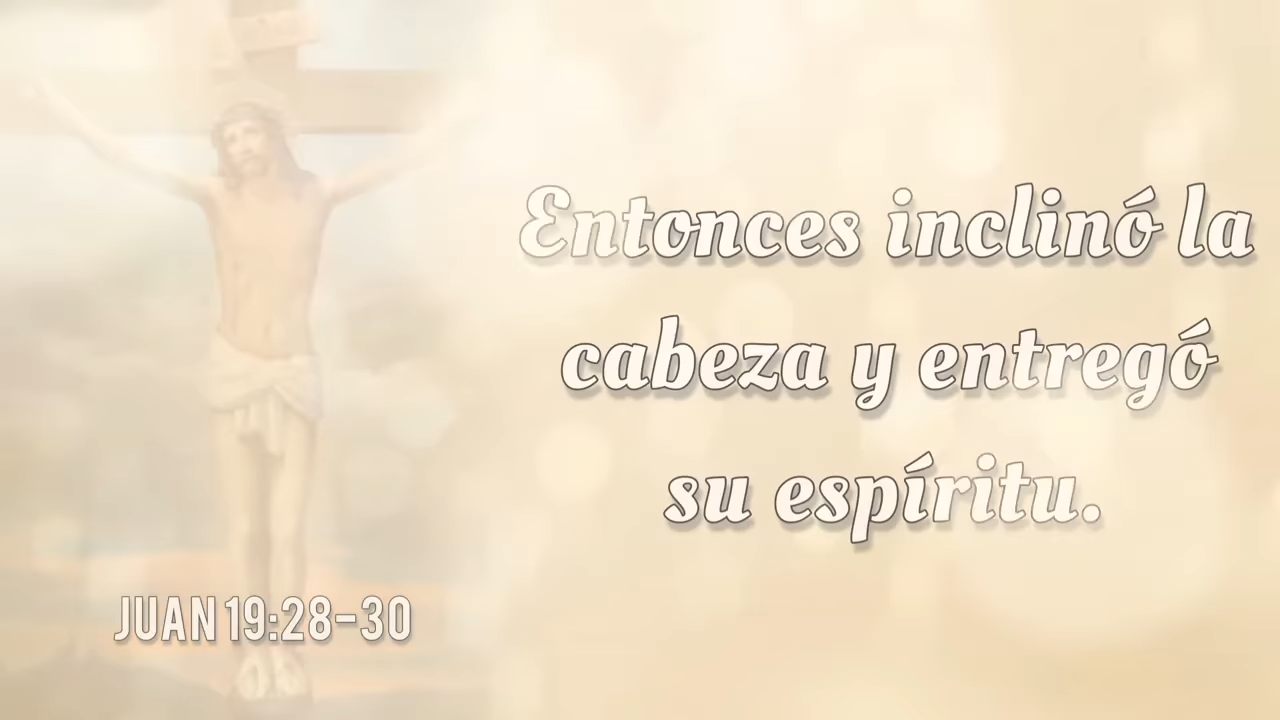 Entonces inclinó la
cabeza y entregó
su espíritu.
JUAN 19:28-30